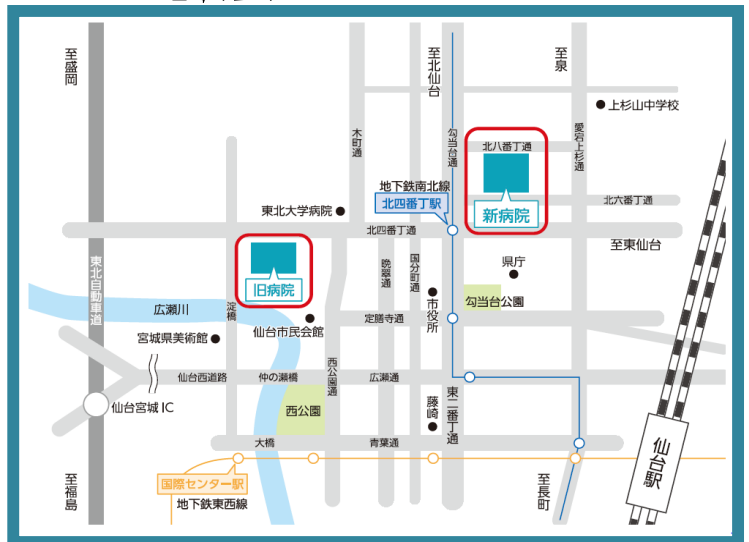 至盛岡
至北仙台
至泉
上杉山中学校
木町通
勾当台通
北八番丁通
愛宕上杉通
地下鉄南北線
北四番丁駅
新病院
北六番丁通
東北大学病院
北四番丁通
至東仙台
東北自動車道
旧病院
晩翠通
国分町通
県庁
広瀬川
淀橋
仙台市民会館
定膳寺通
市役所
勾当台公園
宮城県美術館
西公園通
仙台西道路
仲の瀬橋
広瀬通
東二番丁通
仙台宮城IC
西公園
藤崎
大橋
青葉通
仙台駅
至福島
国際センター駅
地下鉄東西線
至長町